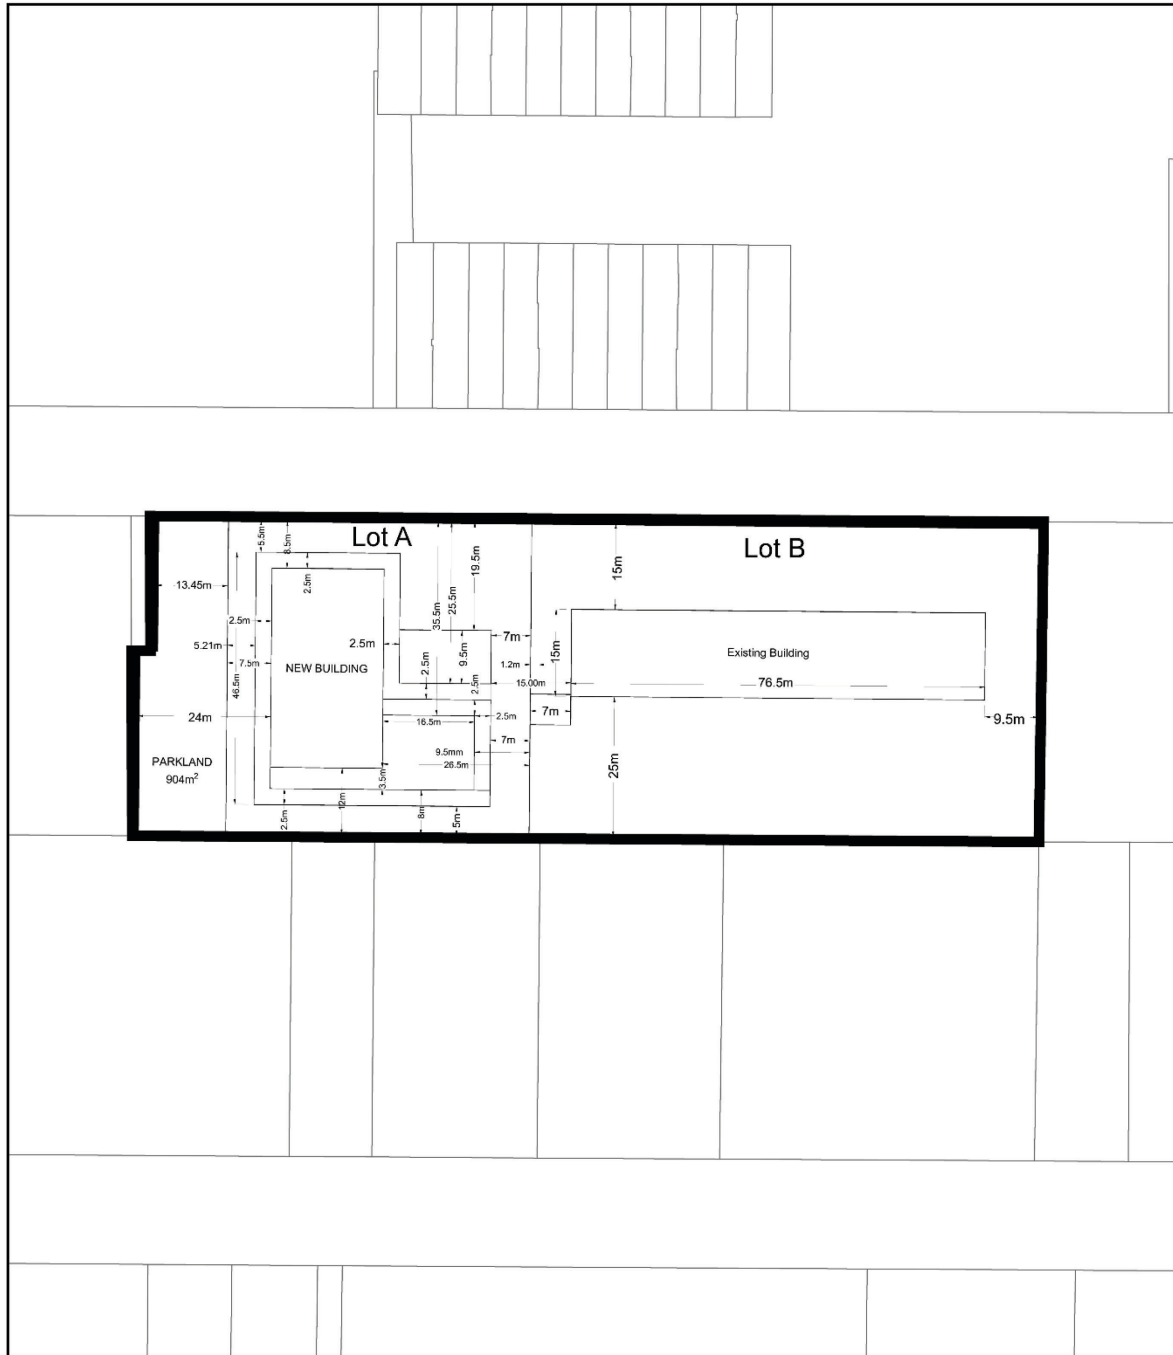 Lot A
Lot B
5.5m
8.5m
2.5m
35.5m
25.5m
19.5m
15m
13.45m
2.5m
5.21m
7.5m
46.5m
NEW BUILDING
2.5m
2.5m
9.5m
2.5m
7m
1.2m
15.00m
15m
Existing Building
76.5m
24m
16.5m
2.5m
7m
7m
9.5m
9.5mm
26.5m
25m
PARKLAND
904m²
3.5m
12m
2.5m
8m
5m